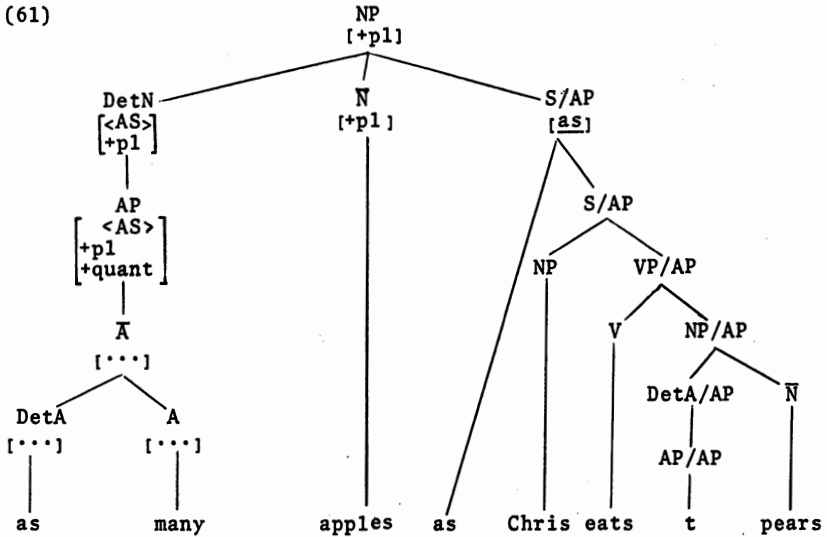 (61)
NP
[+pl]
DetN N̅ S/AP
[<AS> +pl] [+pl] [as]
AP S/AP
[<AS> +pl +quant] NP VP/AP
A̅ V NP/AP
[···]
DetA A DetA/AP N̅
[···] [···]
AP/AP
as many apples as Chris eats t pears